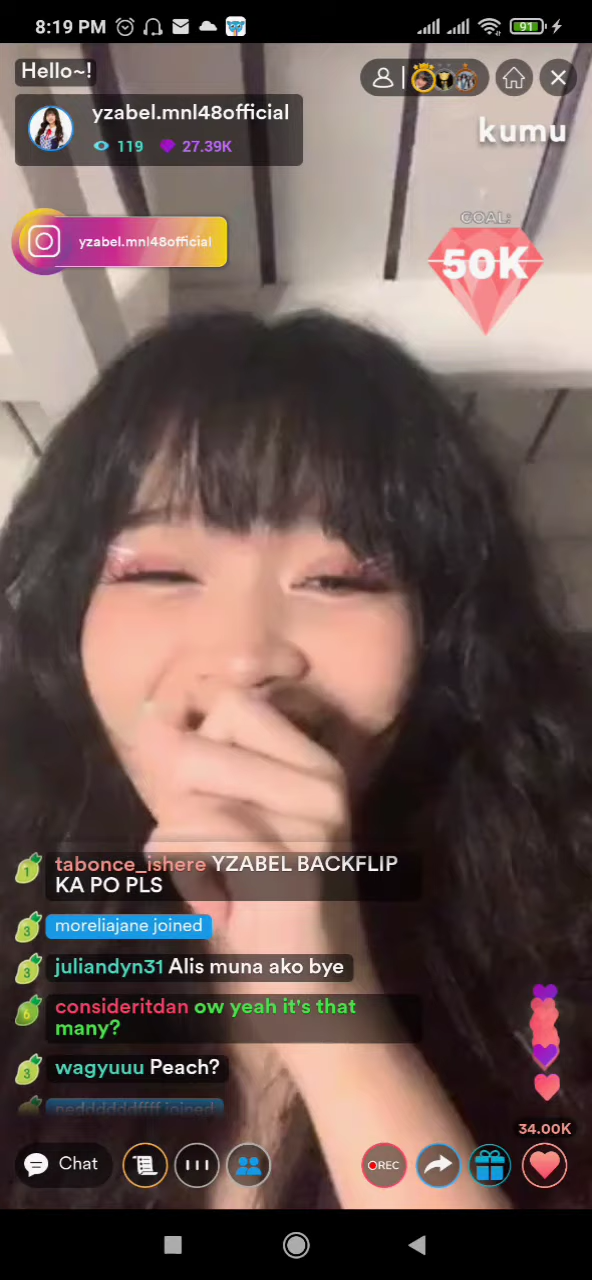 8:19 PM
91
Hello~!
yzabel.mnl48official
119
27.39K
kumu
yzabel.mnl48official
GOAL:
50K
1
tabonce_ishere YZABEL BACKFLIP
KA PO PLS
3
moreliajane joined
3
juliandyn31 Alis muna ako bye
6
consideritdan ow yeah it's that
many?
3
wagyuuu Peach?
34.00K
Chat
REC